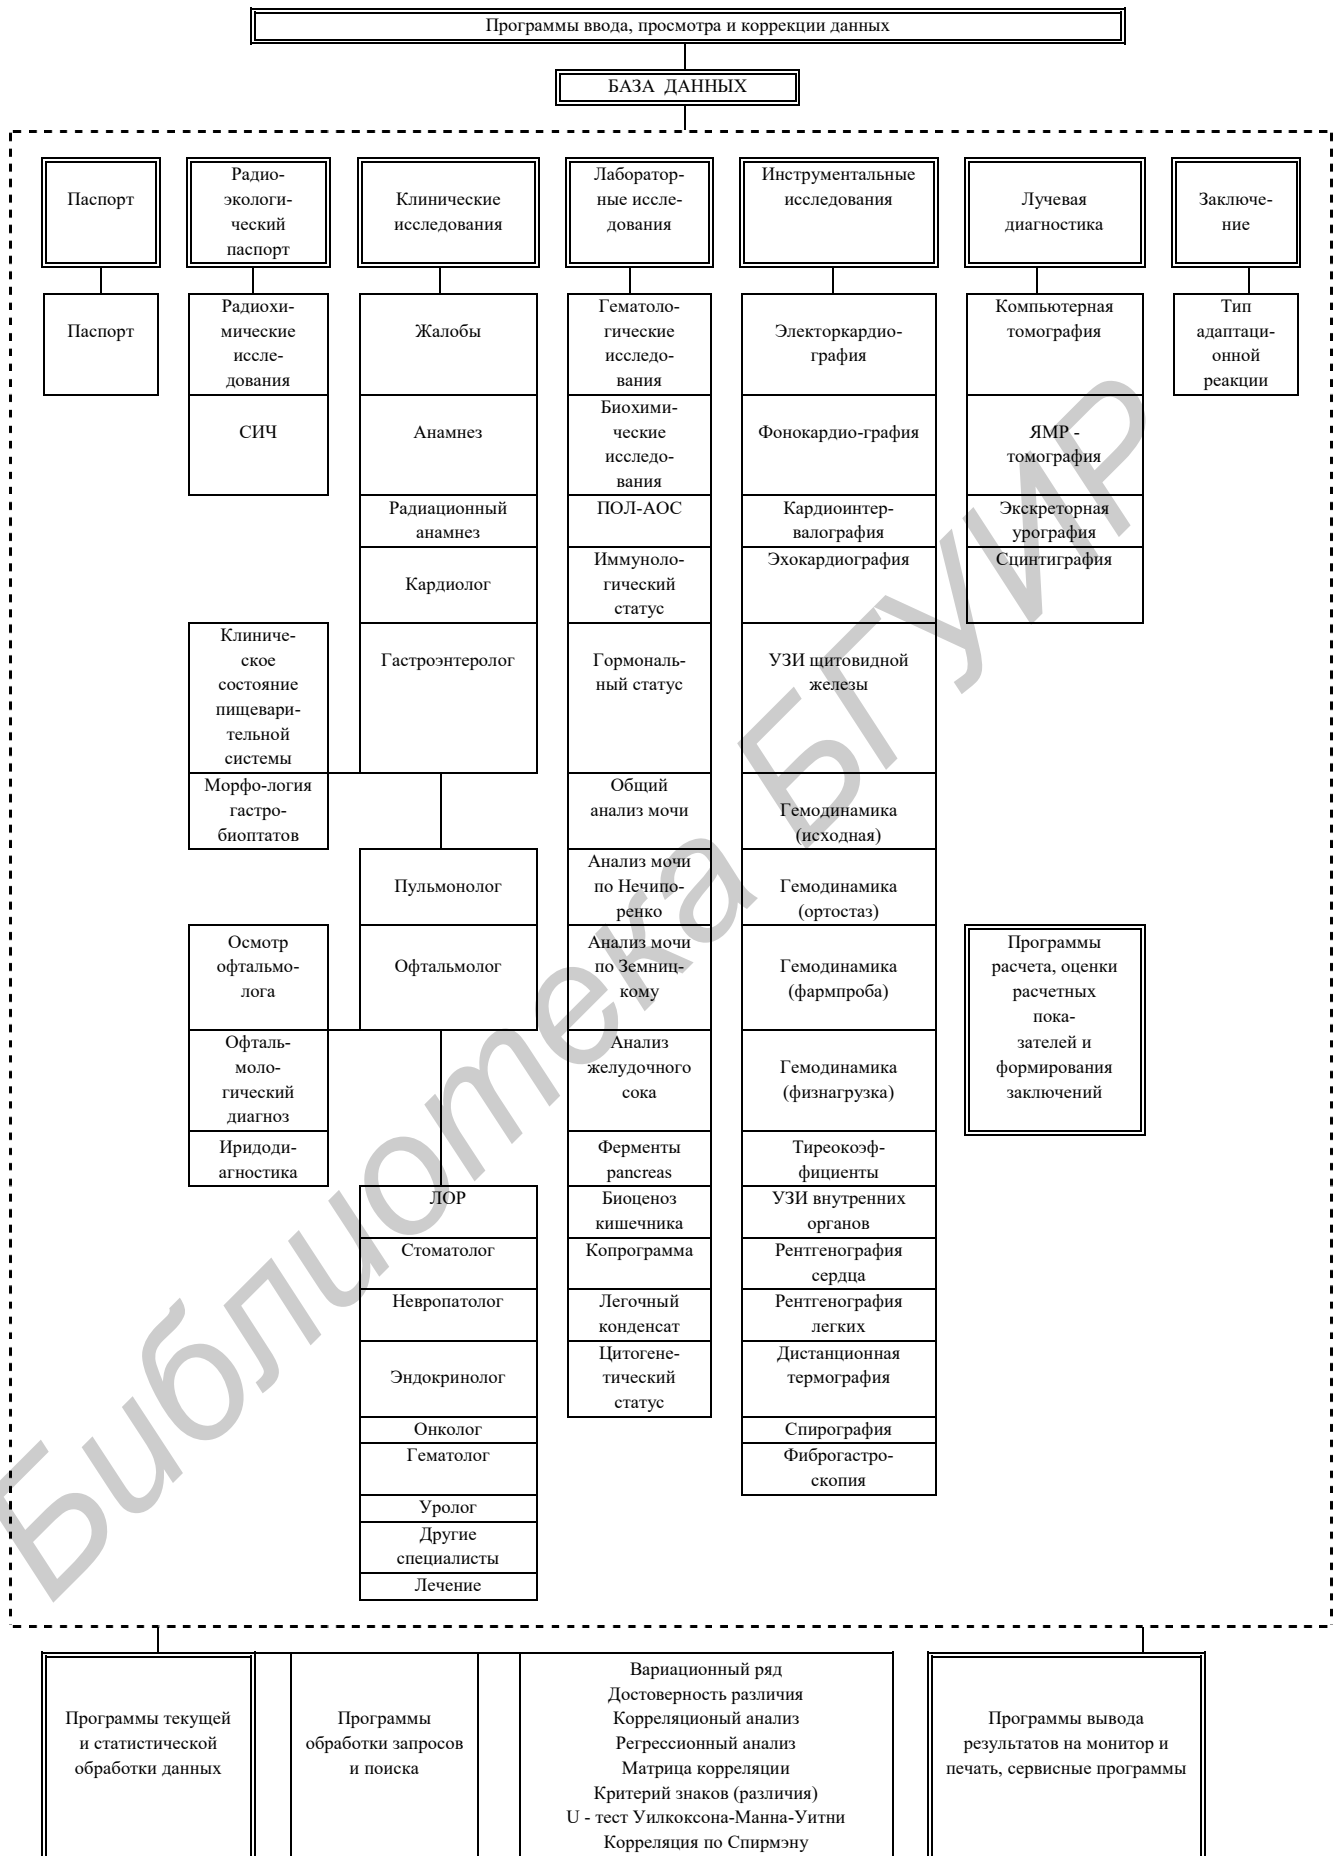 Программы ввода, просмотра и коррекции данных
БАЗА ДАННЫХ
Паспорт
Радио-
экологи-
ческий
паспорт
Клинические
исследования
Лаборатор-
ные иссле-
дования
Инструментальные
исследования
Лучевая
диагностика
Заключе-
ние
Паспорт
Радиохи-
мические
иссле-
дования
СИЧ
Клиниче-
ское
состояние
пищевари-
тельной
системы
Морфо-логия
гастро-
биоптатов
Осмотр
офтальмо-
лога
Офталь-
моло-
гический
диагноз
Иридоди-
агностика
Жалобы
Анамнез
Радиационный
анамнез
Кардиолог
Гастроэнтеролог
Пульмонолог
Офтальмолог
ЛОР
Стоматолог
Невропатолог
Эндокринолог
Онколог
Гематолог
Уролог
Другие
специалисты
Лечение
Гематоло-
гические
исследо-
вания
Биохими-
ческие
исследо-
вания
ПОЛ-АОС
Иммуноло-
гический
статус
Гормональ-
ный статус
Общий
анализ мочи
Анализ мочи
по Нечипо-
ренко
Анализ мочи
по Земниц-
кому
Анализ
желудочного
сока
Ферменты
pancreas
Биоценоз
кишечника
Копрограмма
Легочный
конденсат
Цитогене-
тический
статус
Электоркардио-
графия
Фонокардио-графия
Кардиоинтер-
валография
Эхокардиография
УЗИ щитовидной
железы
Гемодинамика
(исходная)
Гемодинамика
(ортостаз)
Гемодинамика
(фармпроба)
Гемодинамика
(физнагрузка)
Тиреокоэф-
фициенты
УЗИ внутренних
органов
Рентгенография
сердца
Рентгенография
легких
Дистанционная
термография
Спирография
Фиброгастро-
скопия
Компьютерная
томография
ЯМР -
томография
Экскреторная
урография
Сцинтиграфия
Программы
расчета, оценки
расчетных
пока-
зателей и
формирования
заключений
Тип
адаптаци-
онной
реакции
Программы текущей
и статистической
обработки данных
Программы
обработки запросов
и поиска
Вариационный ряд
Достоверность различия
Корреляционый анализ
Регрессионный анализ
Матрица корреляции
Критерий знаков (различия)
U - тест Уилкоксона-Манна-Уитни
Корреляция по Спирмэну
Программы вывода
результатов на монитор и
печать, сервисные программы
Библиотека БГУИР